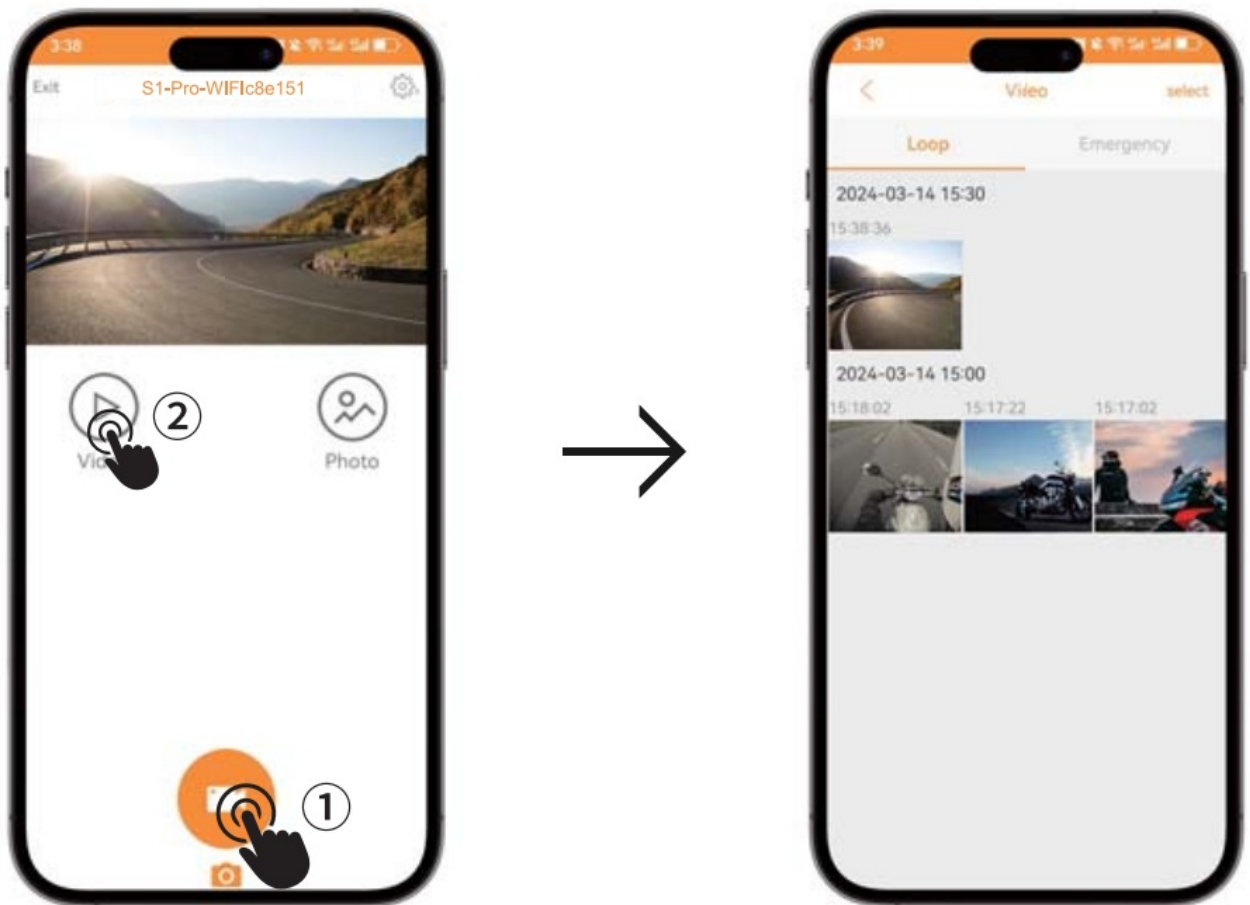 3:38
Exit
S1-Pro-WIFIc8e151
②
Photo
①
3:39
Video
select
Loop
Emergency
2024-03-14 15:30
15:38:36
2024-03-14 15:00
15:18:02
15:17:22
15:17:02